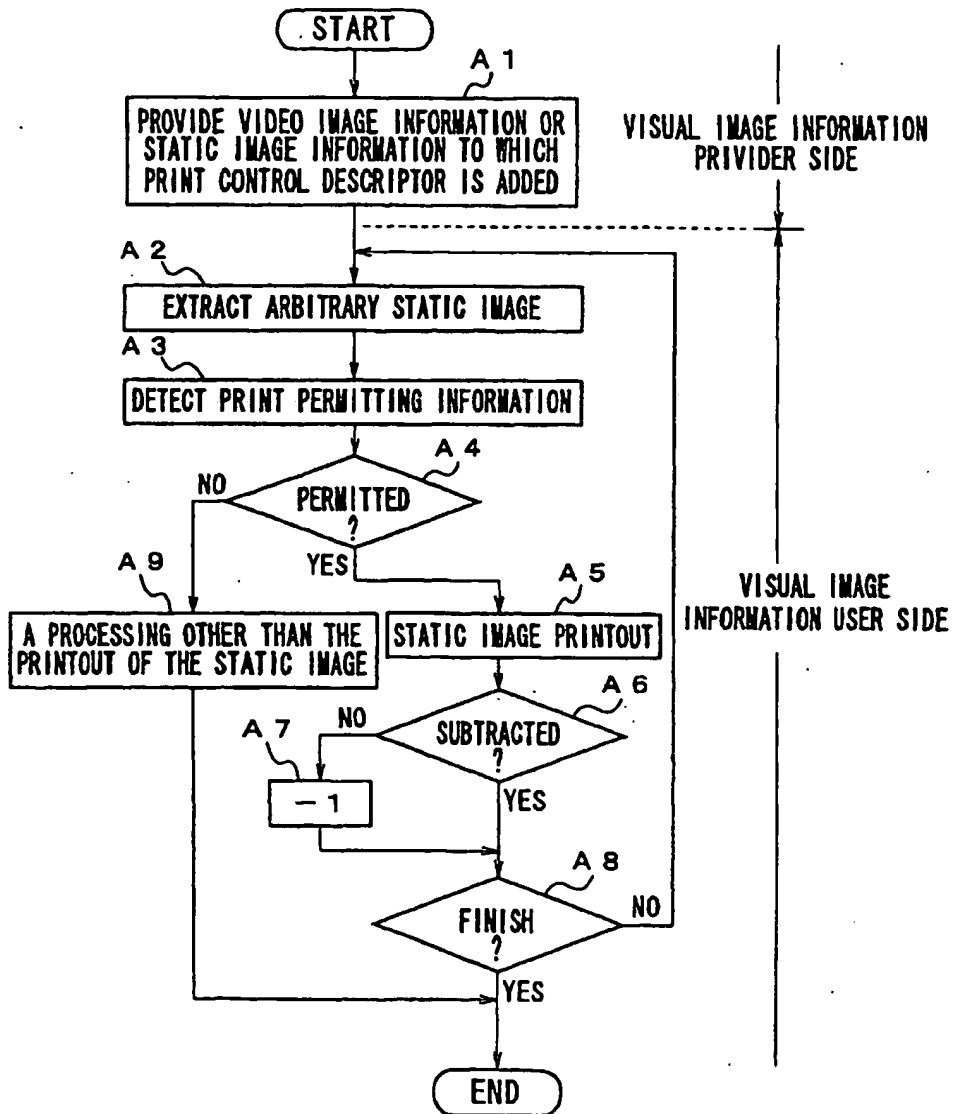 START
A 1
PROVIDE VIDEO IMAGE INFORMATION OR
STATIC IMAGE INFORMATION TO WHICH
PRINT CONTROL DESCRIPTOR IS ADDED
VISUAL IMAGE INFORMATION
PROVIDER SIDE
A 2
EXTRACT ARBITRARY STATIC IMAGE
A 3
DETECT PRINT PERMITTING INFORMATION
A 4
NO
PERMITTED
?
YES
A 9
A PROCESSING OTHER THAN THE
PRINTOUT OF THE STATIC IMAGE
A 5
STATIC IMAGE PRINTOUT
VISUAL IMAGE
INFORMATION USER SIDE
A 6
NO
SUBTRACTED
?
A 7
－1
YES
A 8
FINISH
?
NO
YES
END